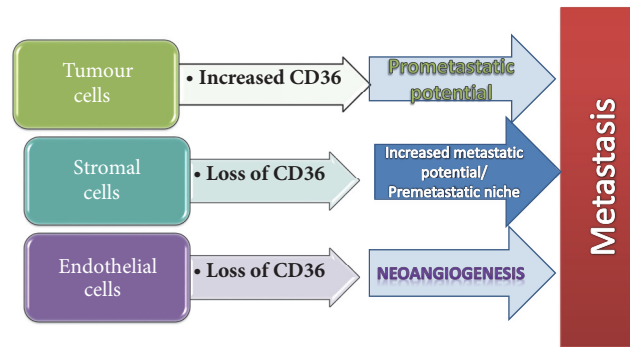 Tumour
cells
• Increased CD36
Prometastatic
potential
Stromal
cells
• Loss of CD36
Increased metastatic
potential/
Premetastatic niche
Endothelial
cells
• Loss of CD36
NEOANGIOGENESIS
Metastasis